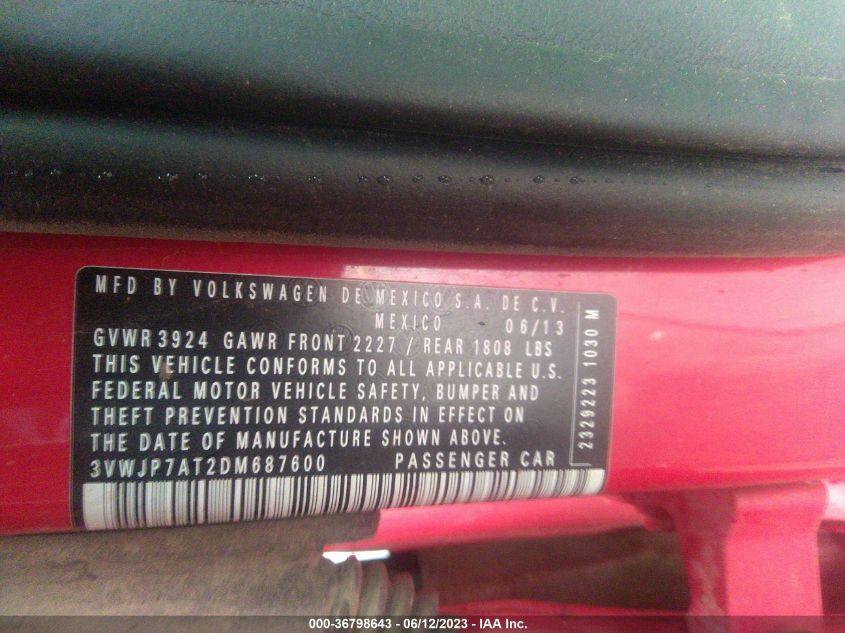 MFD BY VOLKSWAGEN DE MEXICO S.A. DE C.V.
MEXICO 06/13
GVWR 3924 GAWR FRONT 2227 / REAR 1808 LBS
THIS VEHICLE CONFORMS TO ALL APPLICABLE U.S.
FEDERAL MOTOR VEHICLE SAFETY, BUMPER AND
THEFT PREVENTION STANDARDS IN EFFECT ON
THE DATE OF MANUFACTURE SHOWN ABOVE.
3VWJP7AT2DM687600 PASSENGER CAR
2329223 1030 M
000-36798643 - 06/12/2023 - IAA Inc.